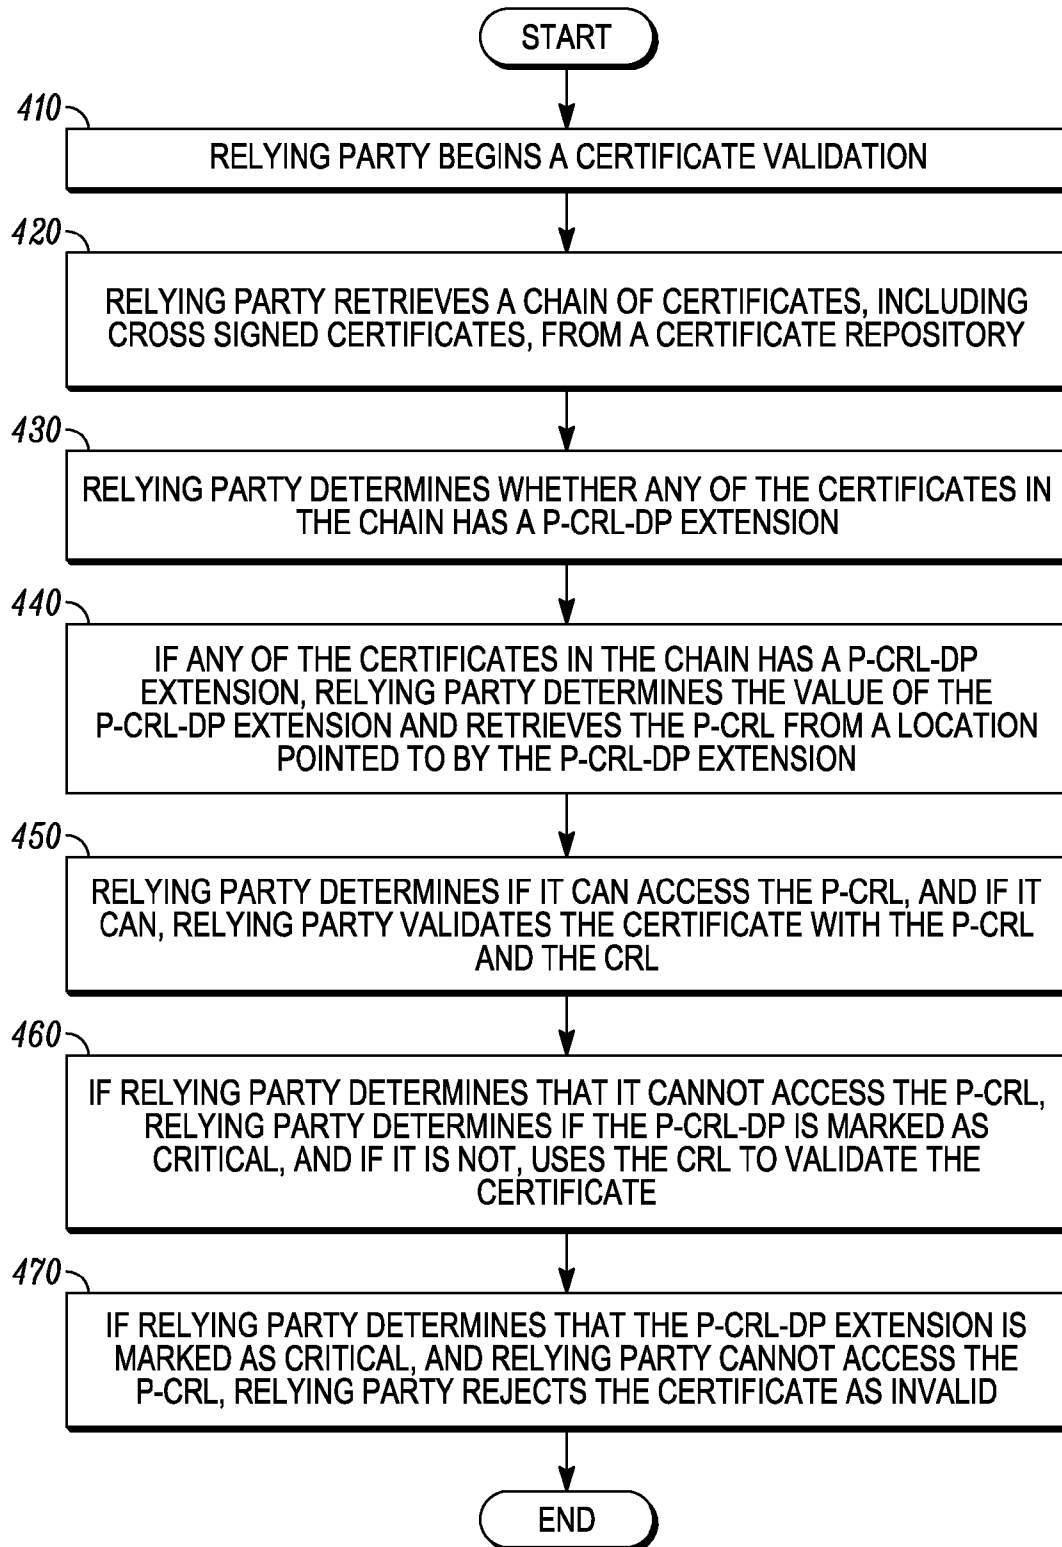 START
410
RELYING PARTY BEGINS A CERTIFICATE VALIDATION
420
RELYING PARTY RETRIEVES A CHAIN OF CERTIFICATES, INCLUDING
CROSS SIGNED CERTIFICATES, FROM A CERTIFICATE REPOSITORY
430
RELYING PARTY DETERMINES WHETHER ANY OF THE CERTIFICATES IN
THE CHAIN HAS A P-CRL-DP EXTENSION
440
IF ANY OF THE CERTIFICATES IN THE CHAIN HAS A P-CRL-DP
EXTENSION, RELYING PARTY DETERMINES THE VALUE OF THE
P-CRL-DP EXTENSION AND RETRIEVES THE P-CRL FROM A LOCATION
POINTED TO BY THE P-CRL-DP EXTENSION
450
RELYING PARTY DETERMINES IF IT CAN ACCESS THE P-CRL, AND IF IT
CAN, RELYING PARTY VALIDATES THE CERTIFICATE WITH THE P-CRL
AND THE CRL
460
IF RELYING PARTY DETERMINES THAT IT CANNOT ACCESS THE P-CRL,
RELYING PARTY DETERMINES IF THE P-CRL-DP IS MARKED AS
CRITICAL, AND IF IT IS NOT, USES THE CRL TO VALIDATE THE
CERTIFICATE
470
IF RELYING PARTY DETERMINES THAT THE P-CRL-DP EXTENSION IS
MARKED AS CRITICAL, AND RELYING PARTY CANNOT ACCESS THE
P-CRL, RELYING PARTY REJECTS THE CERTIFICATE AS INVALID
END